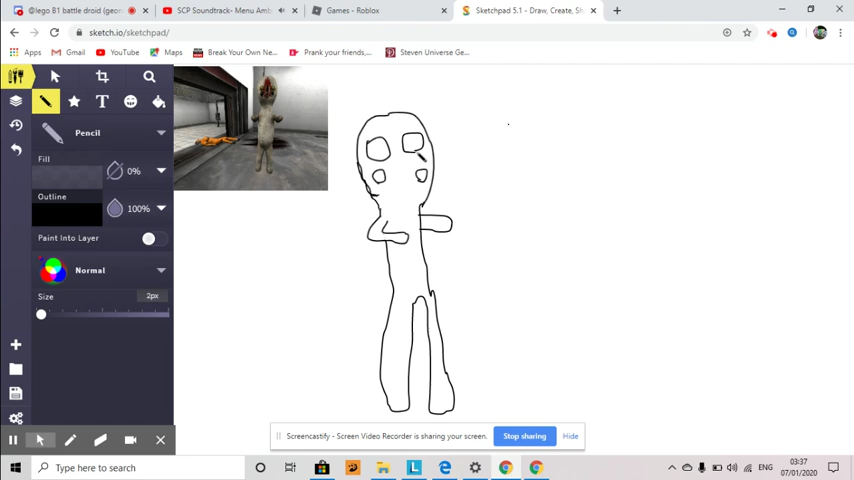 @lego B1 battle droid (geom
SCP Soundtrack- Menu Amb
Games - Roblox
Sketchpad 5.1 - Draw, Create, Sh
sketch.io/sketchpad/
Apps
Gmail
YouTube
Maps
Break Your Own Ne...
Prank your friends,...
Steven Universe Ge...
Pencil
Fill
0%
Outline
100%
Paint Into Layer
Normal
Size
2px
Screencastify - Screen Video Recorder is sharing your screen.
Stop sharing
Hide
Type here to search
ENG
03:37
07/01/2020